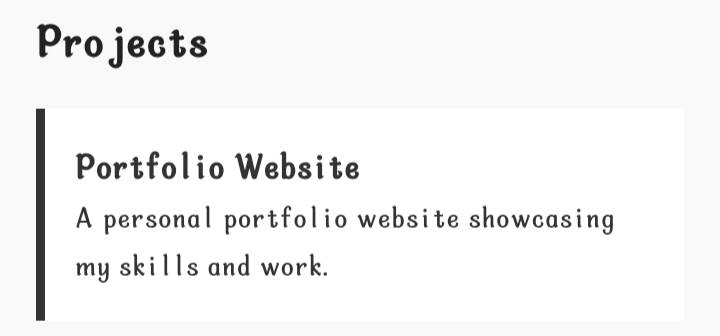 Projects
Portfolio Website
A personal portfolio website showcasing
my skills and work.